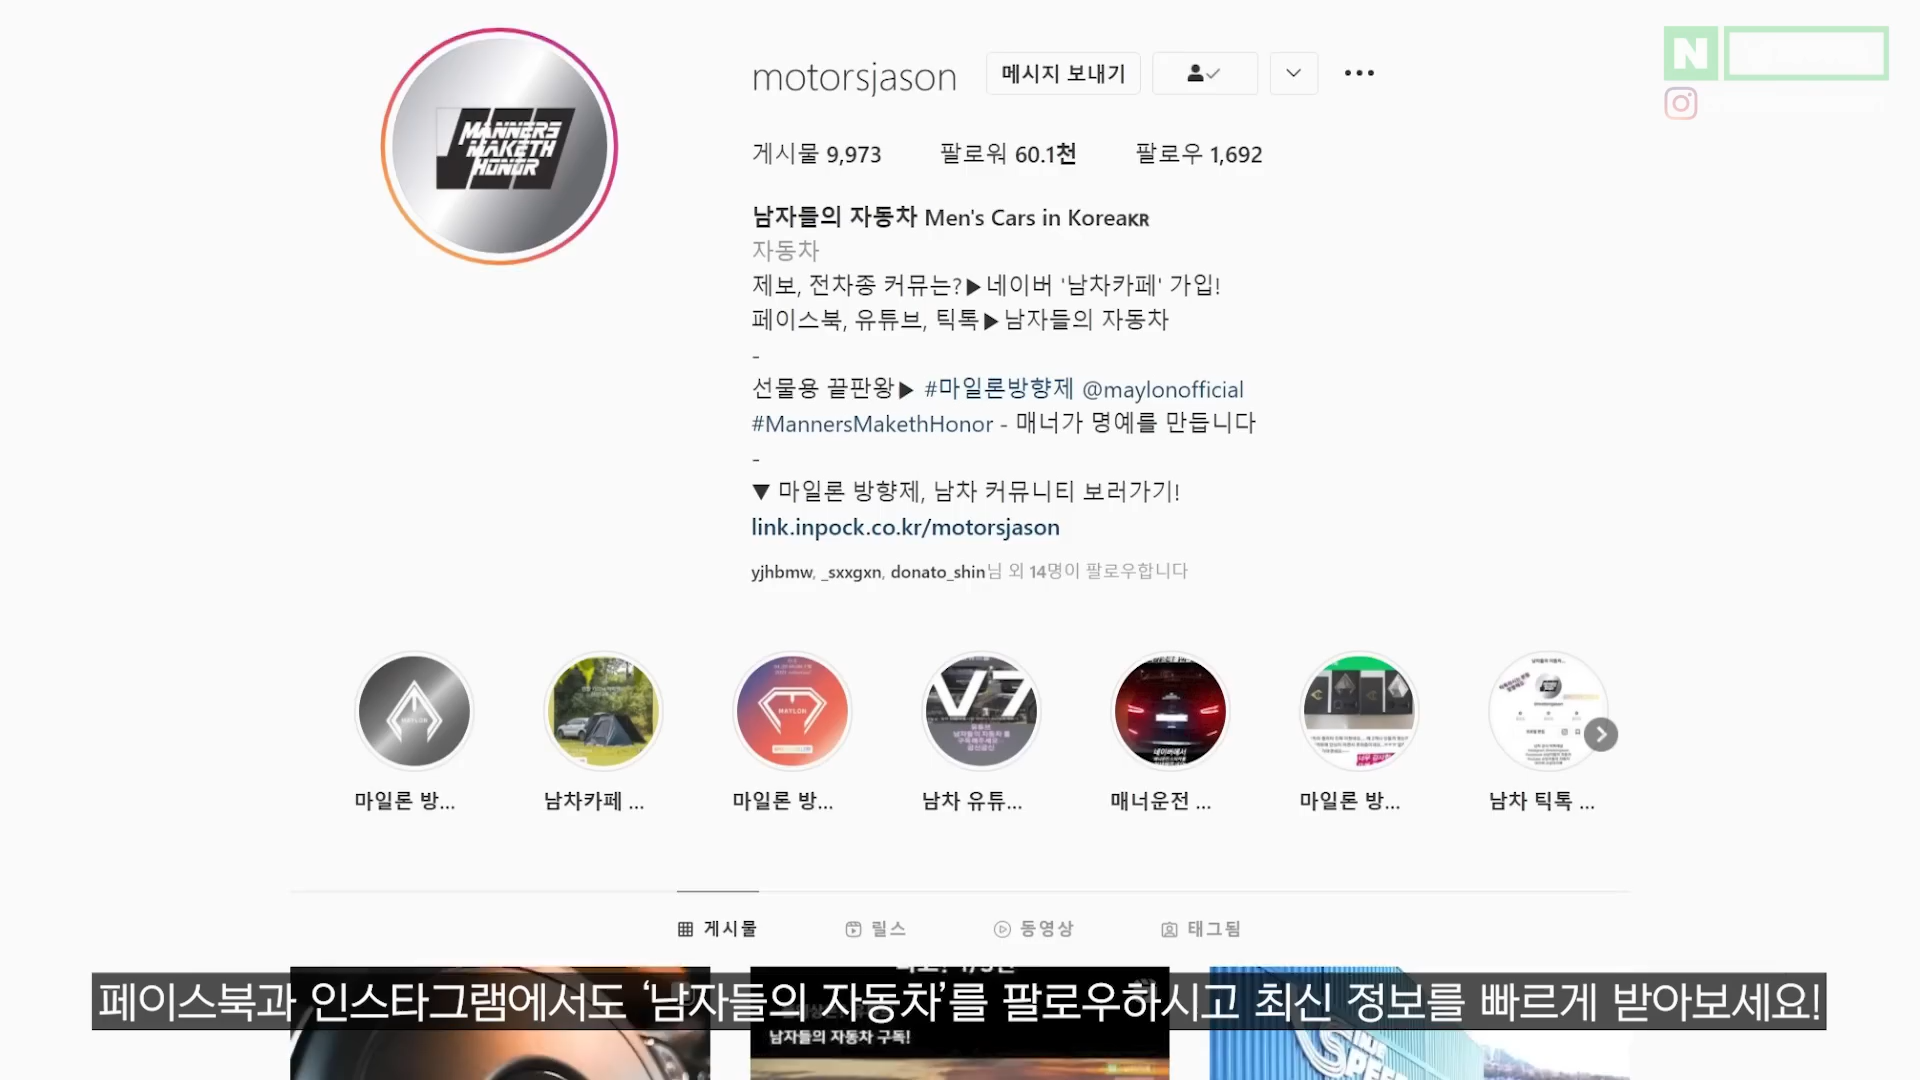 MANNERS
MAKETH
HONOR
motorsjason
메시지 보내기
N
게시물 9,973
팔로워 60.1천
팔로우 1,692
남자들의 자동차 Men's Cars in KoreaKR
자동차
제보, 전차종 커뮤는?▶네이버 '남차카페' 가입!
페이스북, 유튜브, 틱톡▶남자들의 자동차
-
선물용 끝판왕▶ #마일론방향제 @maylonofficial
#MannersMakethHonor - 매너가 명예를 만듭니다
-
▼ 마일론 방향제, 남차 커뮤니티 보러가기!
link.inpock.co.kr/motorsjason
yjhbmw, _sxxgxn, donato_shin님 외 14명이 팔로우합니다
MAYLON
MAYLON
V7
마일론 방...
남차카페 ...
마일론 방...
남차 유튜...
매너운전 ...
마일론 방...
남차 틱톡 ...
게시물
릴스
동영상
태그됨
페이스북과 인스타그램에서도 ‘남자들의 자동차’를 팔로우하시고 최신 정보를 빠르게 받아보세요!
남자들의 자동차 구독!